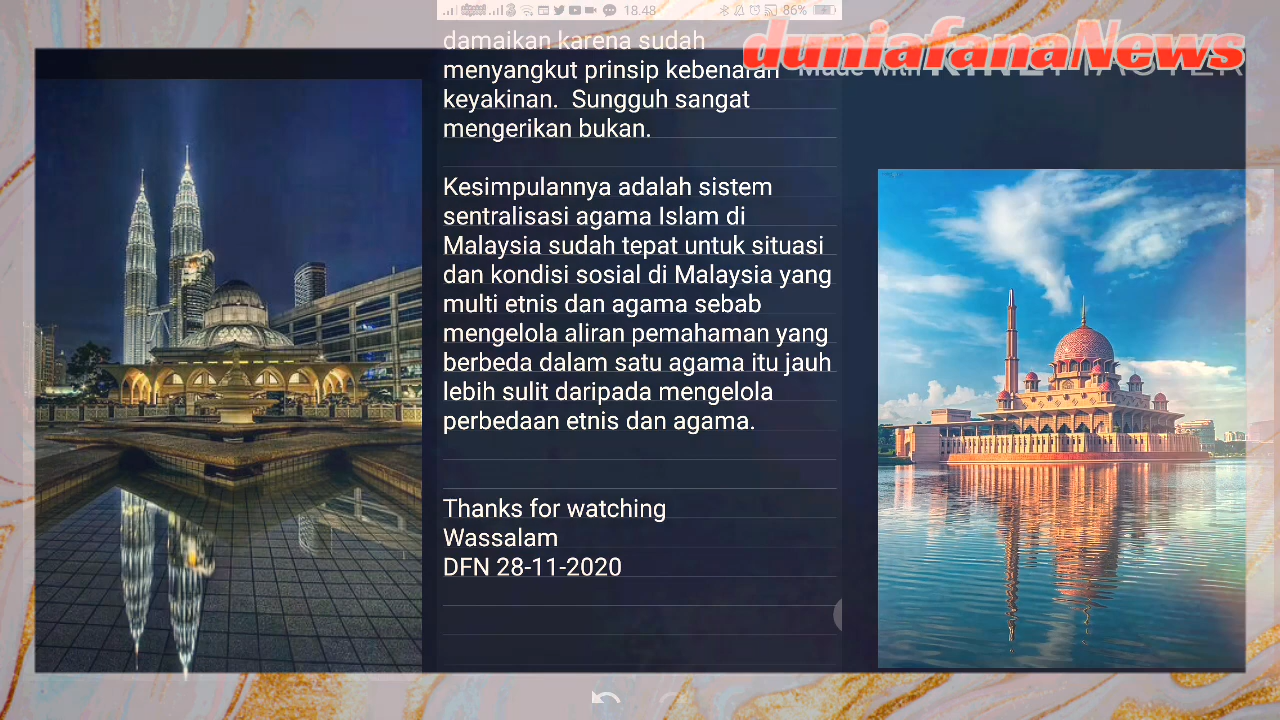 18.48
86%
duniafanaNews
Made with KINEMASTER
damaikan karena sudah
menyangkut prinsip kebenaran
keyakinan.  Sungguh sangat
mengerikan bukan.
Kesimpulannya adalah sistem
sentralisasi agama Islam di
Malaysia sudah tepat untuk situasi
dan kondisi sosial di Malaysia yang
multi etnis dan agama sebab
mengelola aliran pemahaman yang
berbeda dalam satu agama itu jauh
lebih sulit daripada mengelola
perbedaan etnis dan agama.
Thanks for watching
Wassalam
DFN 28-11-2020